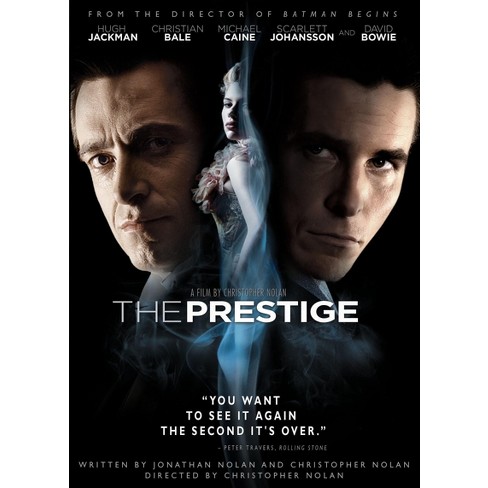 FROM THE DIRECTOR OF BATMAN BEGINS
HUGH JACKMAN CHRISTIAN BALE MICHAEL CAINE SCARLETT JOHANSSON AND DAVID BOWIE
A FILM BY CHRISTOPHER NOLAN
THE PRESTIGE
“YOU WANT
TO SEE IT AGAIN
THE SECOND IT'S OVER.”
– PETER TRAVERS, ROLLING STONE
WRITTEN BY JONATHAN NOLAN AND CHRISTOPHER NOLAN
DIRECTED BY CHRISTOPHER NOLAN